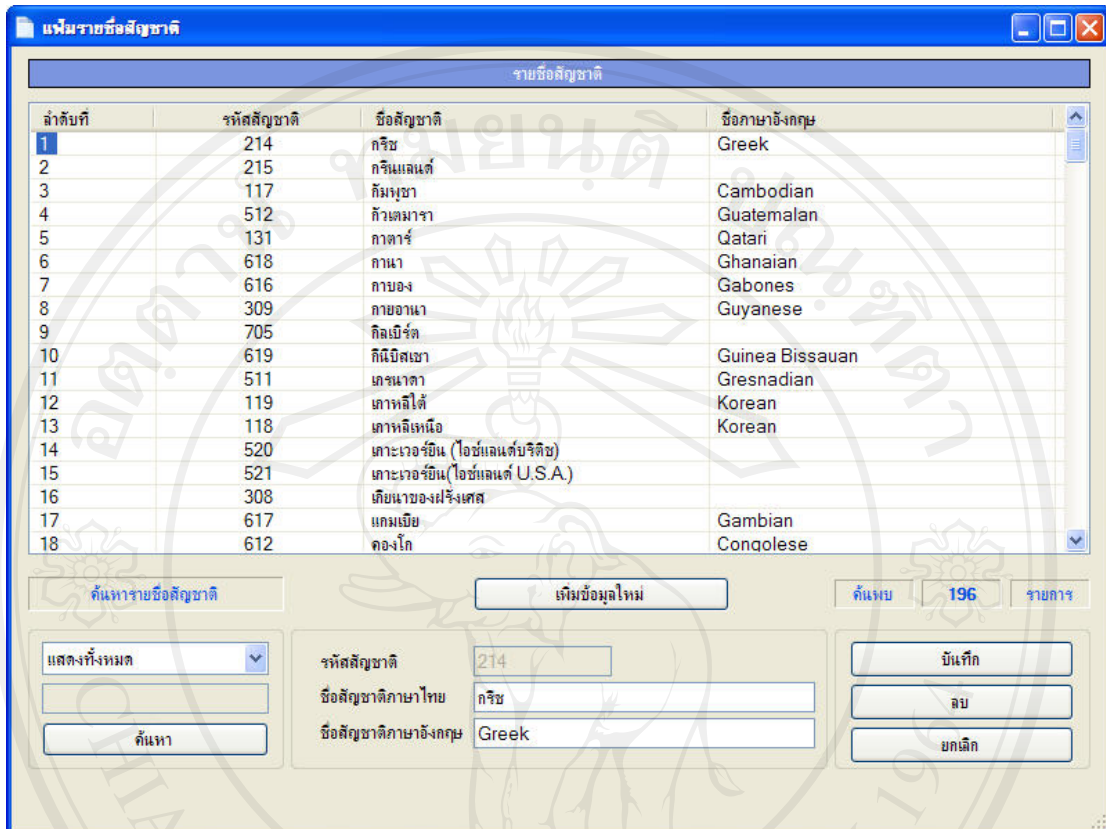 แฟ้มรายชื่อสัญชาติ
รายชื่อสัญชาติ
ลำดับที่ รหัสสัญชาติ ชื่อสัญชาติ ชื่อภาษาอังกฤษ
1 214 กรีซ Greek
2 215 กรีนแลนด์
3 117 กัมพูชา Cambodian
4 512 กัวเตมารา Guatemalan
5 131 กาตาร์ Qatari
6 618 กานา Ghanaian
7 616 กาบอง Gabones
8 309 กายอานา Guyanese
9 705 กิลเบิร์ต
10 619 กินีบิสเซา Guinea Bissauan
11 511 เกรนาดา Gresnadian
12 119 เกาหลีใต้ Korean
13 118 เกาหลีเหนือ Korean
14 520 เกาะเวอร์ยิน (ไอซ์แลนด์บริติช)
15 521 เกาะเวอร์ยิน(ไอซ์แลนด์ U.S.A.)
16 308 เกียนาของฝรั่งเศส
17 617 แกมเบีย Gambian
18 612 คองโก Congolese
ค้นหารายชื่อสัญชาติ เพิ่มข้อมูลใหม่ ค้นพบ 196 รายการ
แสดงทั้งหมด
ค้นหา
รหัสสัญชาติ 214
ชื่อสัญชาติภาษาไทย กรีซ
ชื่อสัญชาติภาษาอังกฤษ Greek
บันทึก
ลบ
ยกเลิก